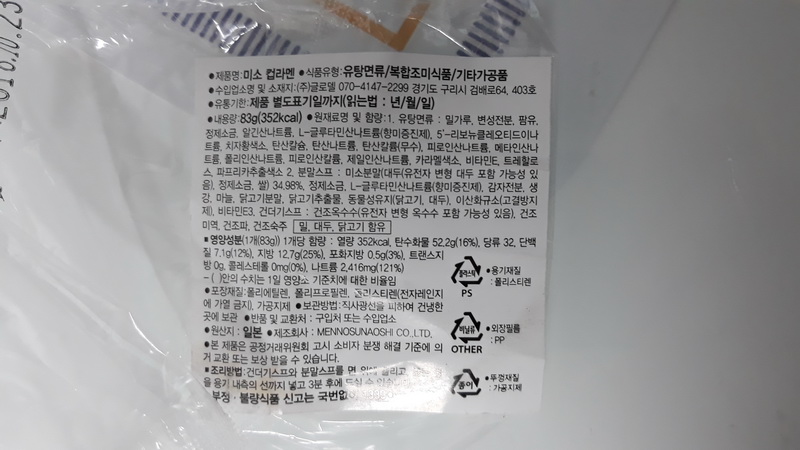 2018.10.23
●제품명:미소 컵라멘 ●식품유형:유탕면류/복합조미식품/기타가공품
●수입업소명 및 소재지:(주)글로델 070-4147-2299 경기도 구리시 검배로64, 403호
●유통기한:제품 별도표기일까지(읽는법 : 년/월/일)
●내용량:83g(352kcal) ●원재료명 및 함량:1. 유탕면류 : 밀가루, 변성전분, 팜유,
정제소금, 알긴산나트륨, L-글루타민산나트륨(향미증진제), 5'-리보뉴클레오티드이나
트륨, 치자황색소, 탄산칼슘, 탄산나트륨, 탄산칼륨(무수), 피로인산나트륨, 메타인산나
트륨, 폴리인산나트륨, 피로인산칼륨, 제일인산나트륨, 카라멜색소, 비타민E, 트레할로
스, 파프리카추출색소 2. 분말스프 : 미소분말(대두(유전자 변형 대두 포함 가능성 있
음), 정제소금, 쌀) 34.98%, 정제소금, L-글루타민산나트륨(향미증진제), 감자전분, 생
강, 마늘, 닭고기분말, 닭고기추출물, 동물성유지(닭고기, 대두), 이산화규소(고결방지
제), 비타민E3. 건더기스프 : 건조옥수수(유전자 변형 옥수수 포함 가능성 있음), 건조
미역, 건조파, 건조숙주 밀, 대두, 닭고기 함유
●영양성분(1개(83g)) 1개당 함량 : 열량 352kcal, 탄수화물 52.2g(16%), 당류 32, 단백
질 7.1g(12%), 지방 12.7g(25%), 포화지방 0.5g(3%), 트랜스지
방 0g, 콜레스테롤 0mg(0%), 나트륨 2,416mg(121%)
-( )안의 수치는 1일 영양소 기준치에 대한 비율임
●포장재질:폴리에틸렌, 폴리프로필렌, 폴리스티렌(전자레인지
에 가열 금지), 가공지제 ●보관방법:직사광선을 피하여 건냉한
곳에 보관 ●반품 및 교환처 : 구입처 또는 수입업소
●원산지 : 일본 ●제조회사 : MENNOSUNAOSHI CO.,LTD.
●본 제품은 공정거래위원회 고시 소비자 분쟁 해결 기준에 의
거 교환 또는 보상 받을 수 있습니다.
●조리방법:건더기스프와 분말스프를 면 위에 올리고,
을 용기 내측의 선까지 넣고 3분 후에 드실 수 있
부정·불량식품 신고는 국번없
플라스틱
PS
●용기재질
: 폴리스티렌
비닐류
OTHER
●외장필름
: PP
종이
●뚜껑재질
: 가공지제